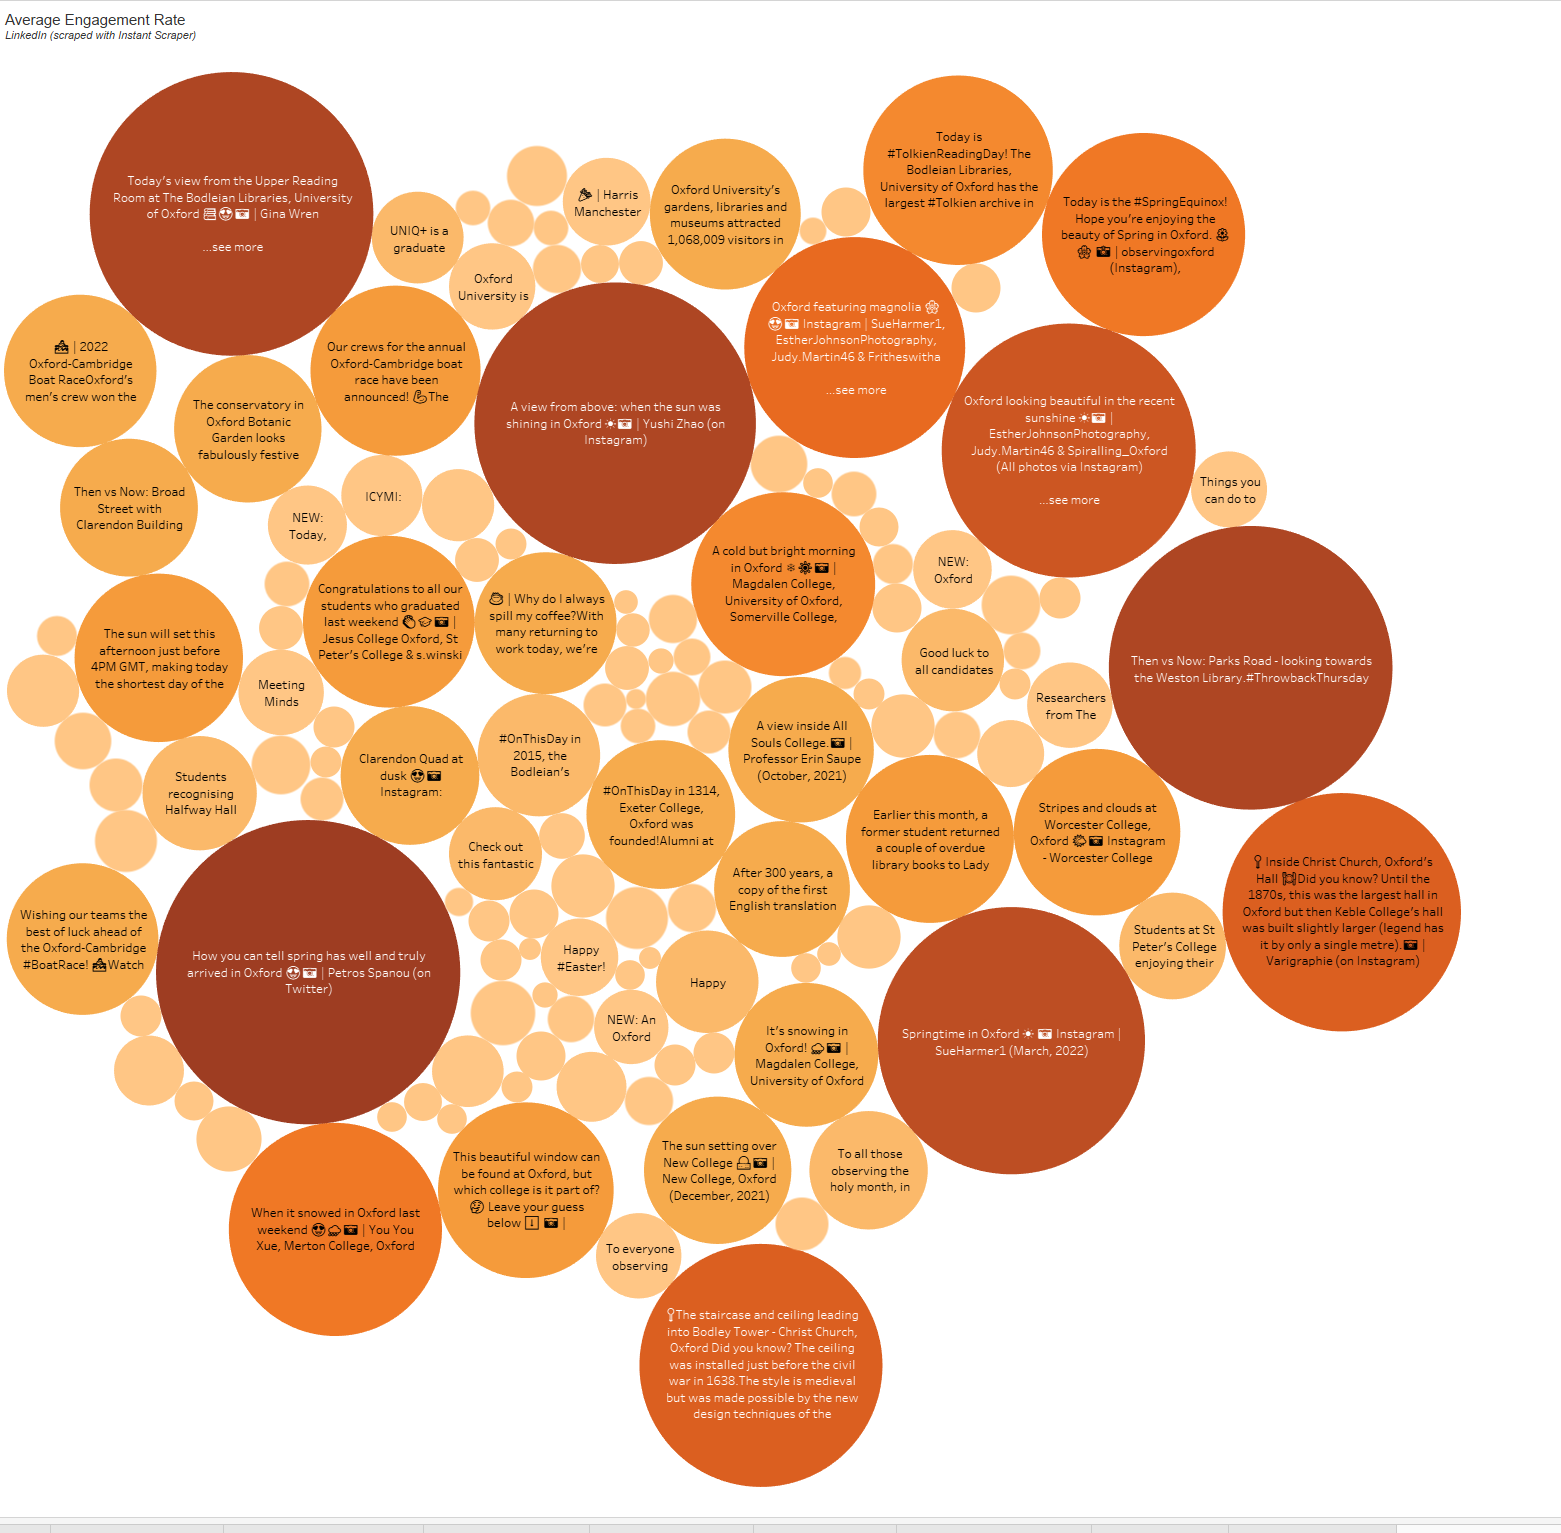 Average Engagement Rate
LinkedIn (scraped with Instant Scraper)
Today's view from the Upper Reading
Room at The Bodleian Libraries, University
of Oxford | Gina Wren
...see more
UNIQ+ is a
graduate
| Harris
Manchester
Oxford University's
gardens, libraries and
museums attracted
1,068,009 visitors in
Today is
#TolkienReadingDay! The
Bodleian Libraries,
University of Oxford has the
largest #Tolkien archive in
Today is the #SpringEquinox!
Hope you're enjoying the
beauty of Spring in Oxford.
| observingoxford
(Instagram),
Oxford
University is
| 2022
Oxford-Cambridge
Boat RaceOxford's
men's crew won the
Our crews for the annual
Oxford-Cambridge boat
race have been
announced! 💪The
Oxford featuring magnolia
Instagram | SueHarmer1,
EstherJohnsonPhotography,
Judy.Martin46 & Fritheswitha
...see more
The conservatory in
Oxford Botanic
Garden looks
fabulously festive
A view from above: when the sun was
shining in Oxford ☀📷 | Yushi Zhao (on
Instagram)
Oxford looking beautiful in the recent
sunshine ☀📷 |
EstherJohnsonPhotography,
Judy.Martin46 & Spiralling_Oxford
(All photos via Instagram)
...see more
Then vs Now: Broad
Street with
Clarendon Building
NEW:
Today,
ICYMI:
Things you
can do to
Congratulations to all our
students who graduated
last weekend |
Jesus College Oxford, St
Peter's College & s.winski
| Why do I always
spill my coffee?With
many returning to
work today, we're
A cold but bright morning
in Oxford |
Magdalen College,
University of Oxford,
Somerville College,
NEW:
Oxford
The sun will set this
afternoon just before
4PM GMT, making today
the shortest day of the
Meeting
Minds
Good luck to
all candidates
Researchers
from The
Then vs Now: Parks Road - looking towards
the Weston Library.#ThrowbackThursday
Students
recognising
Halfway Hall
Clarendon Quad at
dusk 😍📷
Instagram:
#OnThisDay in
2015, the
Bodleian's
A view inside All
Souls College.📷 |
Professor Erin Saupe
(October, 2021)
#OnThisDay in 1314,
Exeter College,
Oxford was
founded!Alumni at
Earlier this month, a
former student returned
a couple of overdue
library books to Lady
Stripes and clouds at
Worcester College,
Oxford Instagram
- Worcester College
Check out
this fantastic
After 300 years, a
copy of the first
English translation
Inside Christ Church, Oxford's
Hall Did you know? Until the
1870s, this was the largest hall in
Oxford but then Keble College's hall
was built slightly larger (legend has
it by only a single metre).📷 |
Varigraphie (on Instagram)
Wishing our teams the
best of luck ahead of
the Oxford-Cambridge
#BoatRace! Watch
How you can tell spring has well and truly
arrived in Oxford 😍📷 | Petros Spanou (on
Twitter)
Happy
#Easter!
Happy
Students at St
Peter's College
enjoying their
NEW: An
Oxford
It's snowing in
Oxford! |
Magdalen College,
University of Oxford
Springtime in Oxford ☀📷 Instagram |
SueHarmer1 (March, 2022)
When it snowed in Oxford last
weekend | You You
Xue, Merton College, Oxford
This beautiful window can
be found at Oxford, but
which college is it part of?
Leave your guess
below |
The sun setting over
New College |
New College, Oxford
(December, 2021)
To all those
observing the
holy month, in
To everyone
observing
The staircase and ceiling leading
into Bodley Tower - Christ Church,
Oxford Did you know? The ceiling
was installed just before the civil
war in 1638.The style is medieval
but was made possible by the new
design techniques of the